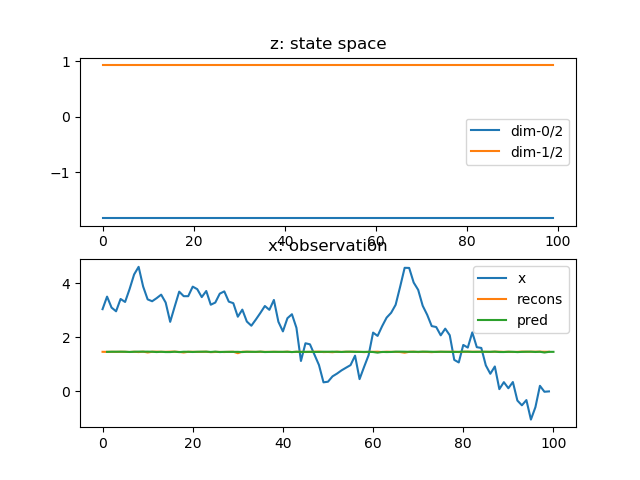 z: state space
1
0
−1
dim-0/2
dim-1/2
0 20 40 60 80 100
x: observation
4
2
0
x
recons
pred
0 20 40 60 80 100